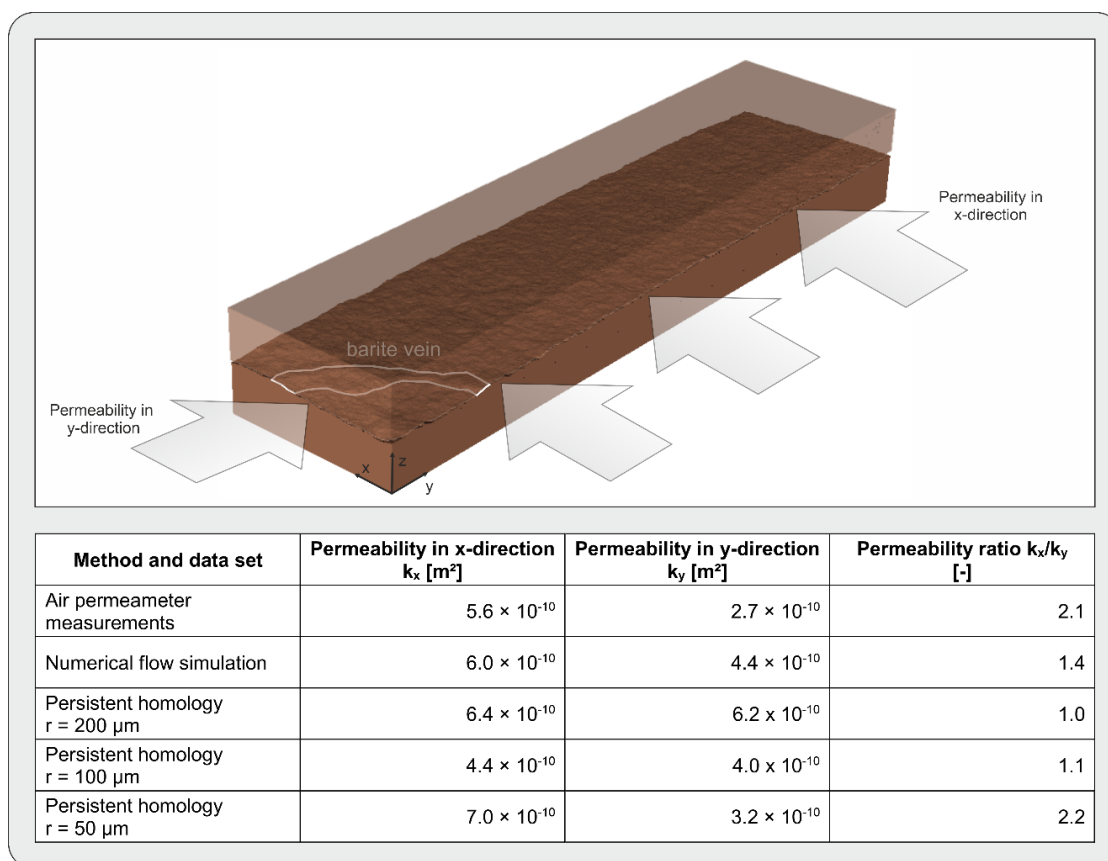 Permeability in
x-direction
barite vein
Permeability in
y-direction
x
z
y
Method and data set
Permeability in x-direction
kₓ [m²]
Permeability in y-direction
kᵧ [m²]
Permeability ratio kₓ/kᵧ
[-]
Air permeameter
measurements
5.6 × 10⁻¹⁰
2.7 × 10⁻¹⁰
2.1
Numerical flow simulation
6.0 × 10⁻¹⁰
4.4 × 10⁻¹⁰
1.4
Persistent homology
r = 200 µm
6.4 × 10⁻¹⁰
6.2 x 10⁻¹⁰
1.0
Persistent homology
r = 100 µm
4.4 × 10⁻¹⁰
4.0 x 10⁻¹⁰
1.1
Persistent homology
r = 50 µm
7.0 × 10⁻¹⁰
3.2 × 10⁻¹⁰
2.2